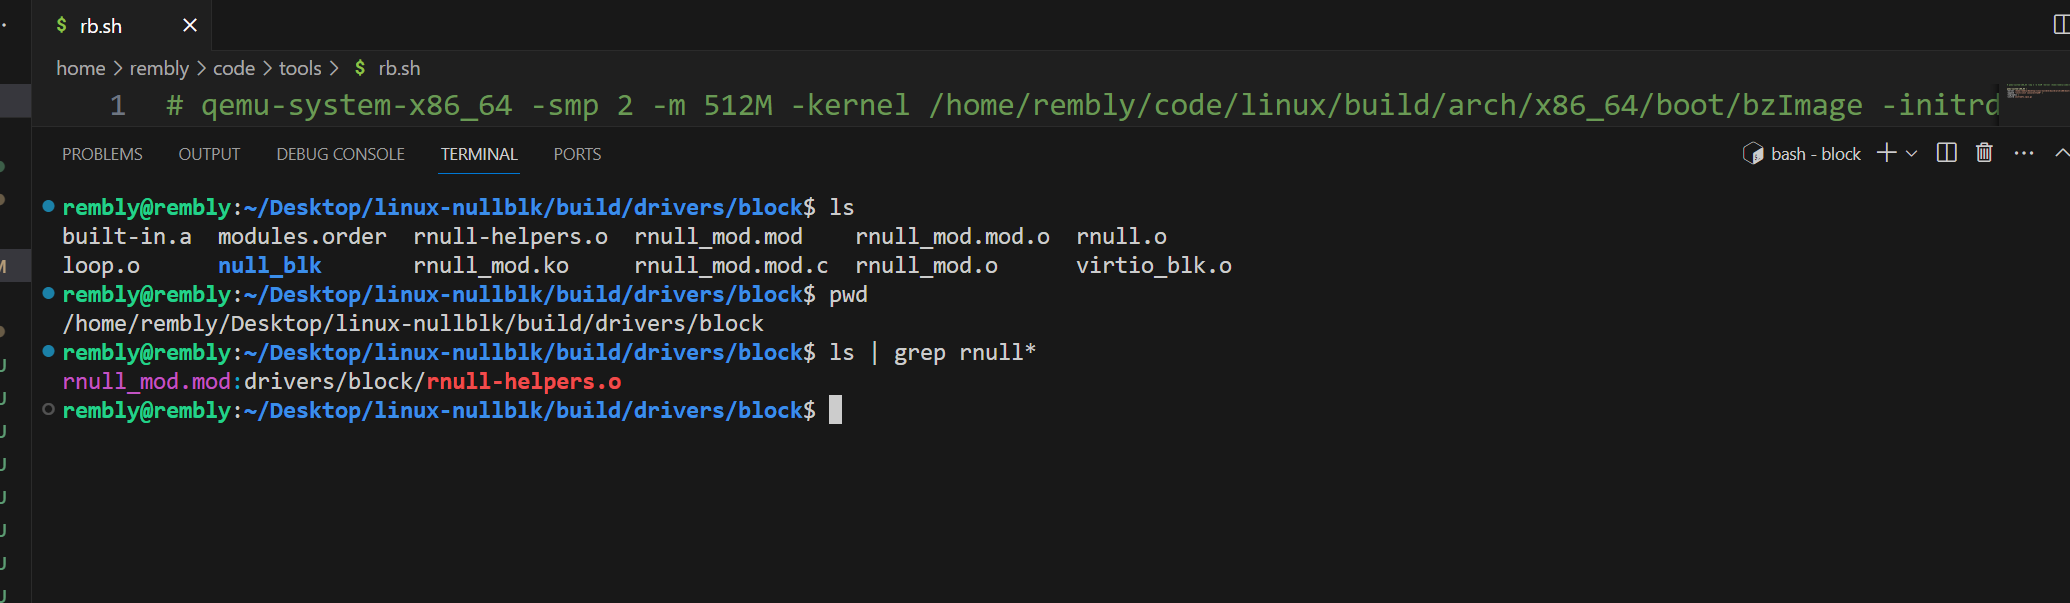 rb.sh
home > rembly > code > tools > $ rb.sh
1 # qemu-system-x86_64 -smp 2 -m 512M -kernel /home/rembly/code/linux/build/arch/x86_64/boot/bzImage -initrd
PROBLEMS OUTPUT DEBUG CONSOLE TERMINAL PORTS bash - block
rembly@rembly:~/Desktop/linux-nullblk/build/drivers/block$ ls
built-in.a modules.order rnull-helpers.o rnull_mod.mod rnull_mod.mod.o rnull.o
loop.o null_blk rnull_mod.ko rnull_mod.mod.c rnull_mod.o virtio_blk.o
rembly@rembly:~/Desktop/linux-nullblk/build/drivers/block$ pwd
/home/rembly/Desktop/linux-nullblk/build/drivers/block
rembly@rembly:~/Desktop/linux-nullblk/build/drivers/block$ ls | grep rnull*
rnull_mod.mod:drivers/block/rnull-helpers.o
rembly@rembly:~/Desktop/linux-nullblk/build/drivers/block$